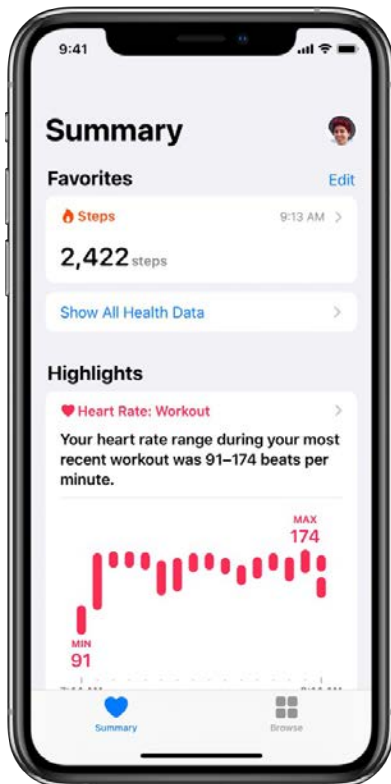 9:41
Summary
Favorites Edit
Steps 9:13 AM
2,422 steps
Show All Health Data
Highlights
Heart Rate: Workout
Your heart rate range during your most
recent workout was 91–174 beats per
minute.
MAX
174
MIN
91
Summary Browse